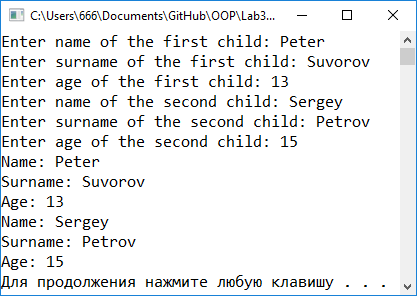 C:\Users\666\Documents\GitHub\OOP\Lab3...
Enter name of the first child: Peter
Enter surname of the first child: Suvorov
Enter age of the first child: 13
Enter name of the second child: Sergey
Enter surname of the second child: Petrov
Enter age of the second child: 15
Name: Peter
Surname: Suvorov
Age: 13
Name: Sergey
Surname: Petrov
Age: 15
Для продолжения нажмите любую клавишу . . .